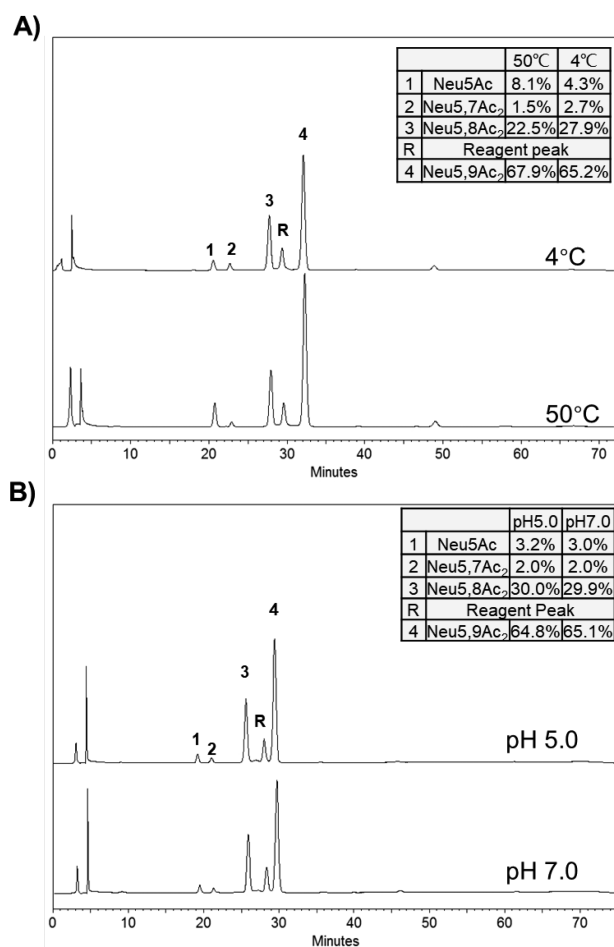 A)
50℃ 4℃
1 Neu5Ac 8.1% 4.3%
2 Neu5,7Ac₂ 1.5% 2.7%
3 Neu5,8Ac₂ 22.5% 27.9%
R Reagent peak
4 Neu5,9Ac₂ 67.9% 65.2%
4
3
R
1 2
4°C
50°C
0 10 20 30 40 50 60 70
Minutes
B)
pH5.0 pH7.0
1 Neu5Ac 3.2% 3.0%
2 Neu5,7Ac₂ 2.0% 2.0%
3 Neu5,8Ac₂ 30.0% 29.9%
R Reagent Peak
4 Neu5,9Ac₂ 64.8% 65.1%
4
3
R
1 2
pH 5.0
pH 7.0
0 10 20 30 40 50 60 70
Minutes